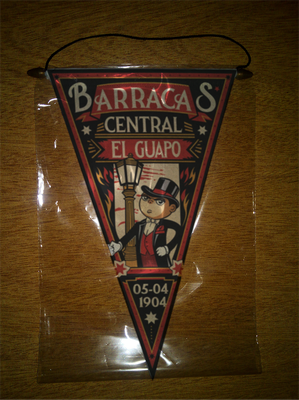 BARRACAS
CENTRAL
EL GUAPO
05-04
1904